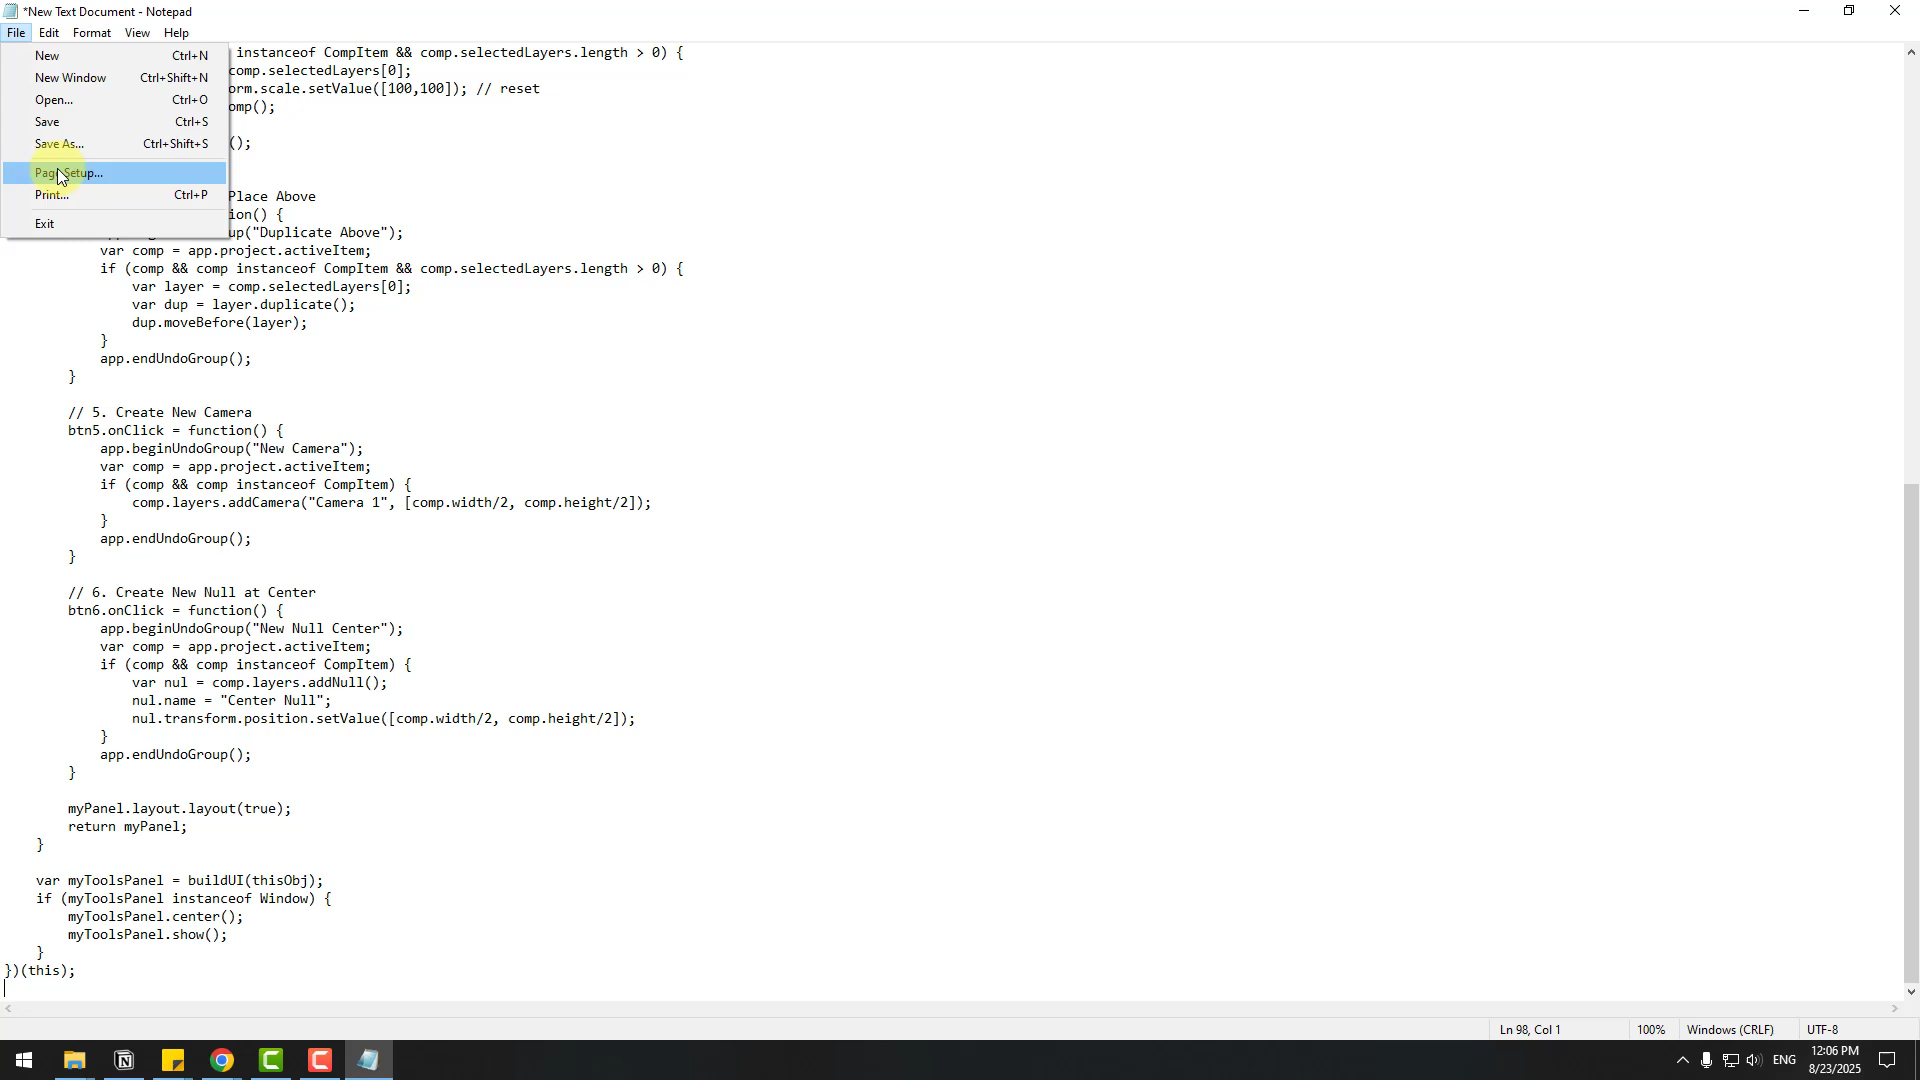 *New Text Document - Notepad
File Edit Format View Help
New Ctrl+N
New Window Ctrl+Shift+N
Open... Ctrl+O
Save Ctrl+S
Save As... Ctrl+Shift+S
Page Setup...
Print... Ctrl+P
Exit
instanceof CompItem && comp.selectedLayers.length > 0) {
comp.selectedLayers[0];
orm.scale.setValue([100,100]); // reset
omp();
();
Place Above
ion() {
up("Duplicate Above");
var comp = app.project.activeItem;
if (comp && comp instanceof CompItem && comp.selectedLayers.length > 0) {
var layer = comp.selectedLayers[0];
var dup = layer.duplicate();
dup.moveBefore(layer);
}
app.endUndoGroup();
}
// 5. Create New Camera
btn5.onClick = function() {
app.beginUndoGroup("New Camera");
var comp = app.project.activeItem;
if (comp && comp instanceof CompItem) {
comp.layers.addCamera("Camera 1", [comp.width/2, comp.height/2]);
}
app.endUndoGroup();
}
// 6. Create New Null at Center
btn6.onClick = function() {
app.beginUndoGroup("New Null Center");
var comp = app.project.activeItem;
if (comp && comp instanceof CompItem) {
var nul = comp.layers.addNull();
nul.name = "Center Null";
nul.transform.position.setValue([comp.width/2, comp.height/2]);
}
app.endUndoGroup();
}
myPanel.layout.layout(true);
return myPanel;
}
var myToolsPanel = buildUI(thisObj);
if (myToolsPanel instanceof Window) {
myToolsPanel.center();
myToolsPanel.show();
}
})(this);
Ln 98, Col 1 100% Windows (CRLF) UTF-8
ENG 12:06 PM
8/23/2025